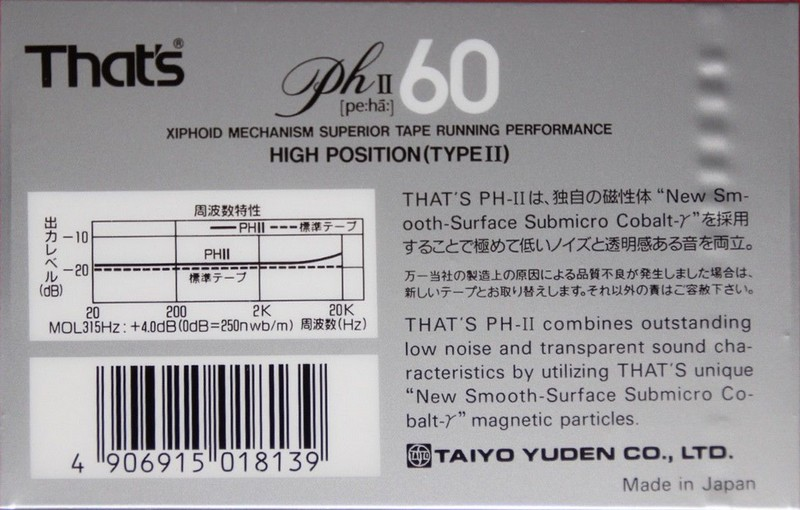 That's®
Ph II 60
[pe:hā:]
XIPHOID MECHANISM SUPERIOR TAPE RUNNING PERFORMANCE
HIGH POSITION(TYPE II)
周波数特性
出力レベル(dB)
PHII 標準テープ
-10
PHII
-20
標準テープ
20 200 2K 20K
MOL315Hz:+4.0dB(0dB=250nwb/m) 周波数(Hz)
4 906915 018139
THAT'S PH-IIは、独自の磁性体 “New Sm-
ooth-Surface Submicro Cobalt-γ”を採用
することで極めて低いノイズと透明感ある音を両立。
万一当社の製造上の原因による品質不良が発生しました場合は、
新しいテープとお取り替えします。それ以外の責はご容赦下さい。
THAT'S PH-II combines outstanding
low noise and transparent sound cha-
racteristics by utilizing THAT'S unique
“New Smooth-Surface Submicro Co-
balt-γ” magnetic particles.
TAIYO YUDEN CO., LTD.
Made in Japan